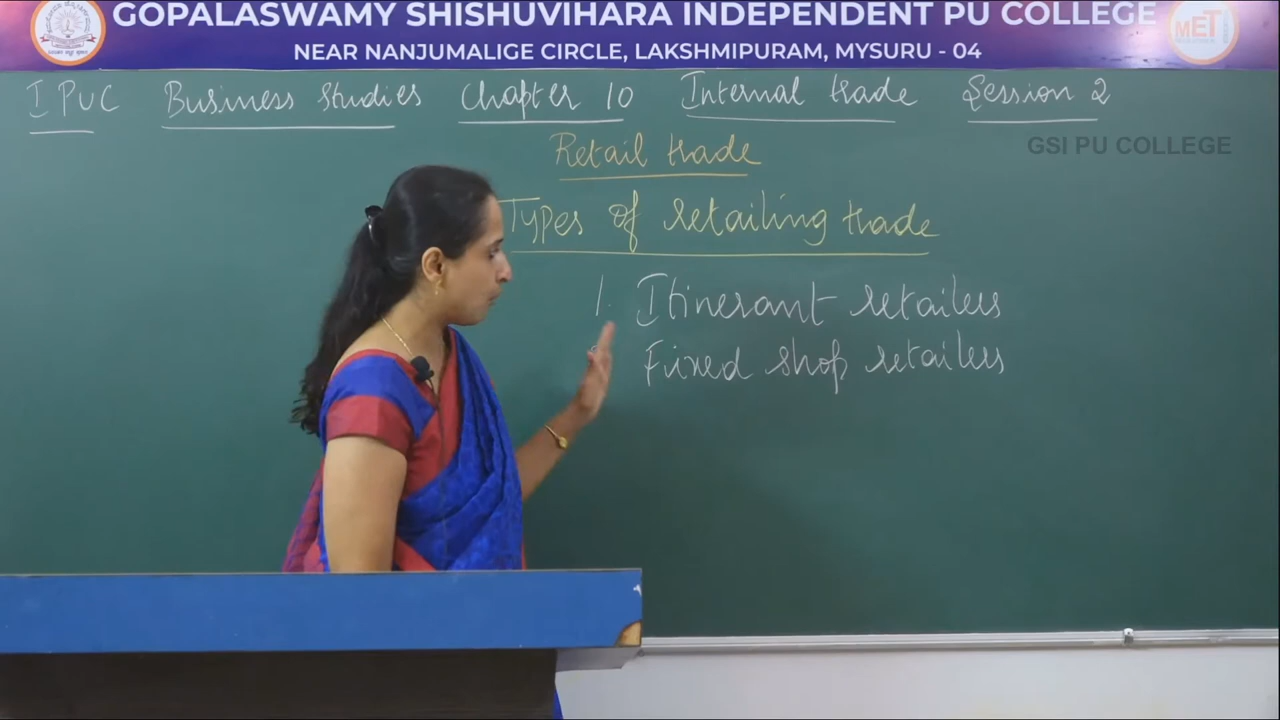 GOPALASWAMY SHISHUVIHARA INDEPENDENT PU COLLEGE
NEAR NANJUMALIGE CIRCLE, LAKSHMIPURAM, MYSURU - 04
MET
I PUC Business Studies Chapter 10 Internal trade Session 2
GSI PU COLLEGE
Retail trade
Types of retailing trade
1. Itinerant retailers
Fixed shop retailers